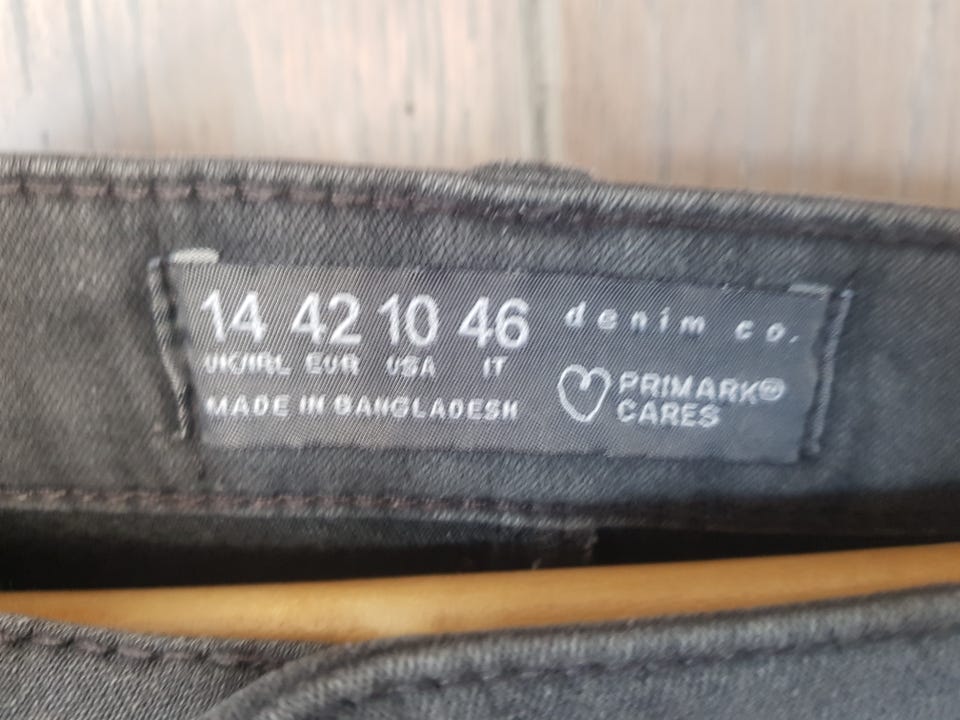 14 42 10 46
UK/IRL EUR USA IT
MADE IN BANGLADESH
denim co.
PRIMARK
CARES